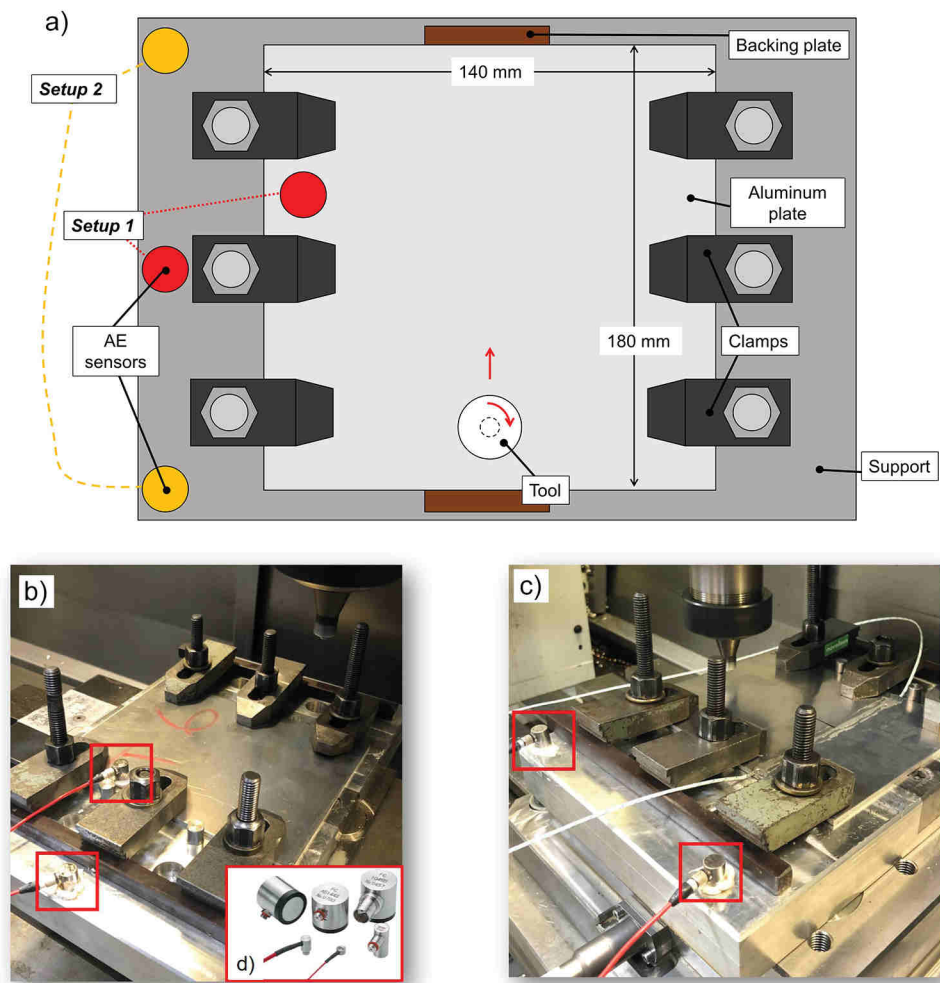 a)
Backing plate
140 mm
Setup 2
Aluminum
plate
Setup 1
180 mm
AE
sensors
Clamps
Tool
Support
b)
c)
d)